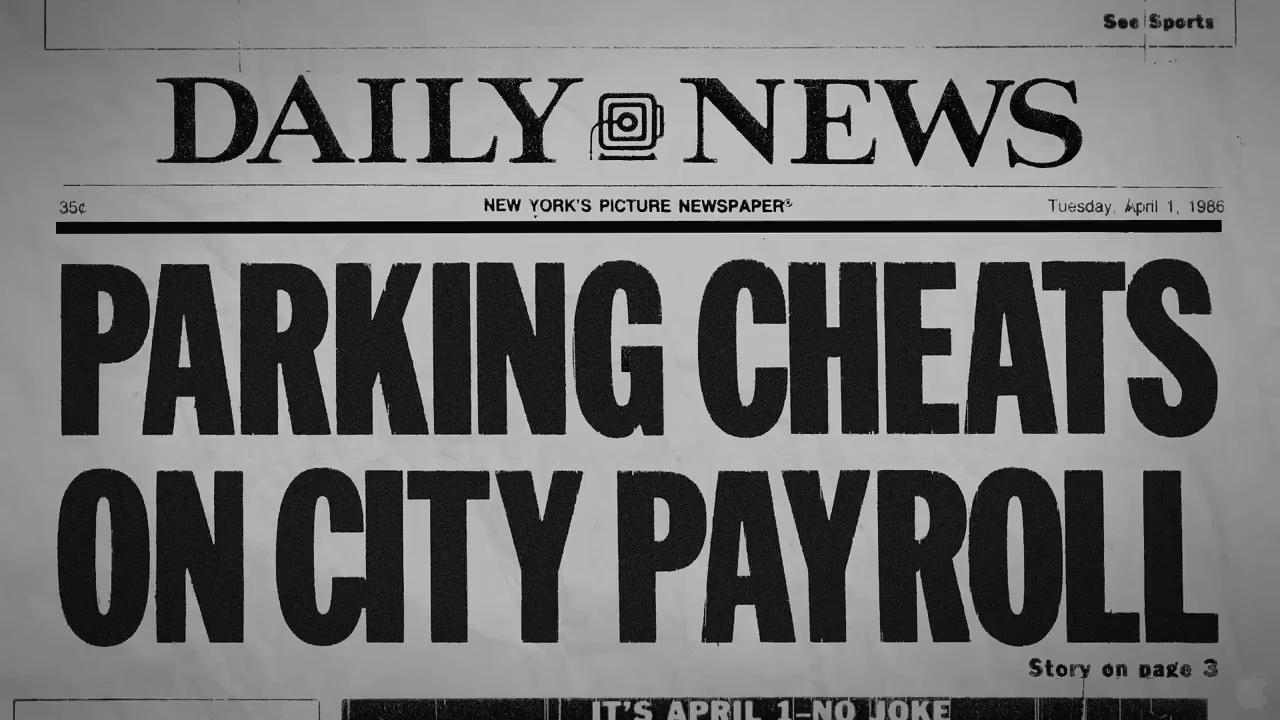 See Sports
DAILY NEWS
35¢ NEW YORK'S PICTURE NEWSPAPER® Tuesday, April 1, 1986
PARKING CHEATS
ON CITY PAYROLL
Story on page 3
IT'S APRIL 1–NO JOKE